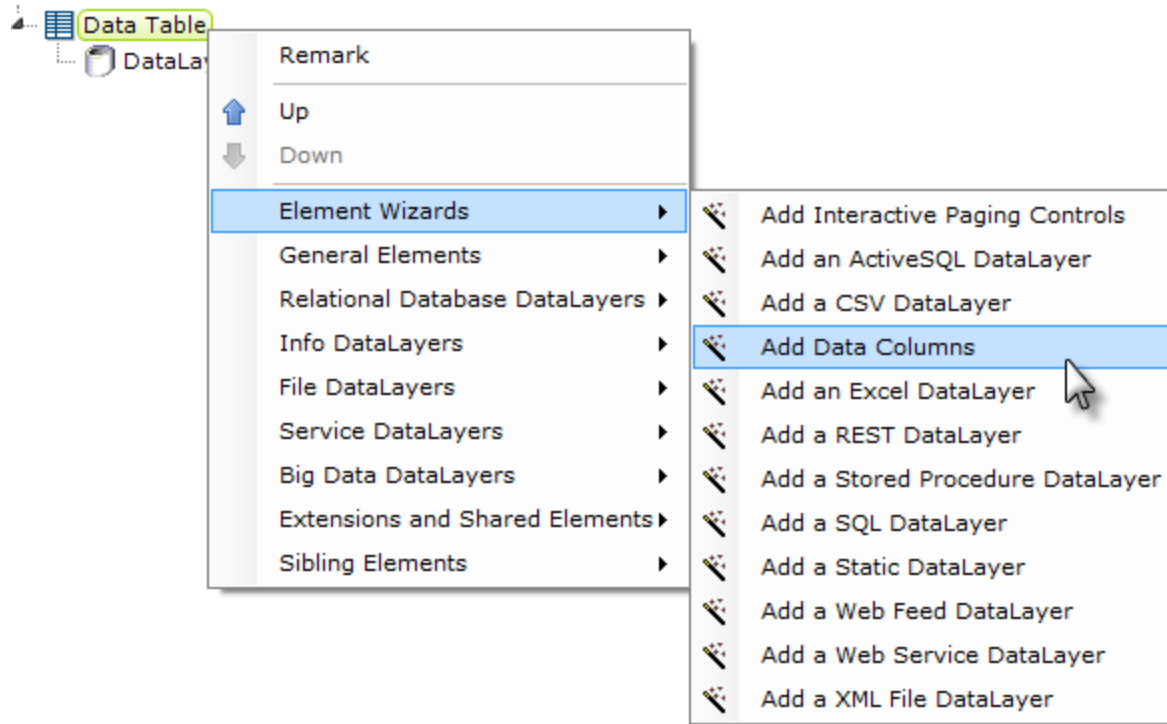 Data Table
Remark
Up
Down
Element Wizards
General Elements
Relational Database DataLayers
Info DataLayers
File DataLayers
Service DataLayers
Big Data DataLayers
Extensions and Shared Elements
Sibling Elements
Add Interactive Paging Controls
Add an ActiveSQL DataLayer
Add a CSV DataLayer
Add Data Columns
Add an Excel DataLayer
Add a REST DataLayer
Add a Stored Procedure DataLayer
Add a SQL DataLayer
Add a Static DataLayer
Add a Web Feed DataLayer
Add a Web Service DataLayer
Add a XML File DataLayer